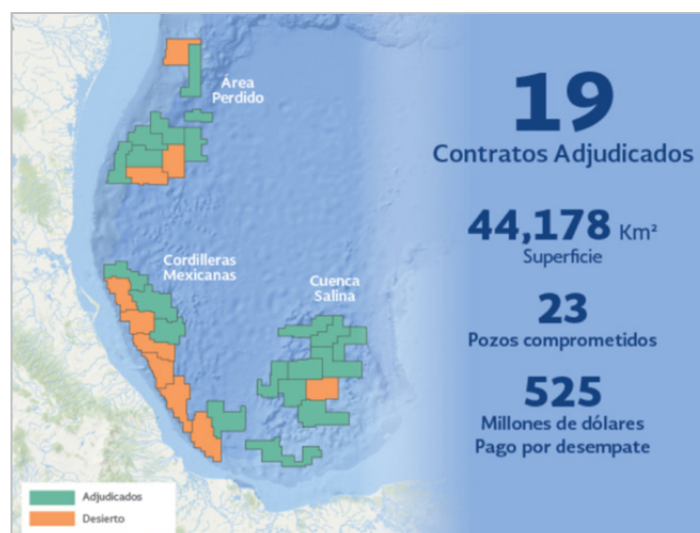 Área
Perdido
Cordilleras
Mexicanas
Cuenca
Salina
Adjudicados
Desierto
19
Contratos Adjudicados
44,178 Km²
Superficie
23
Pozos comprometidos
525
Millones de dólares
Pago por desempate